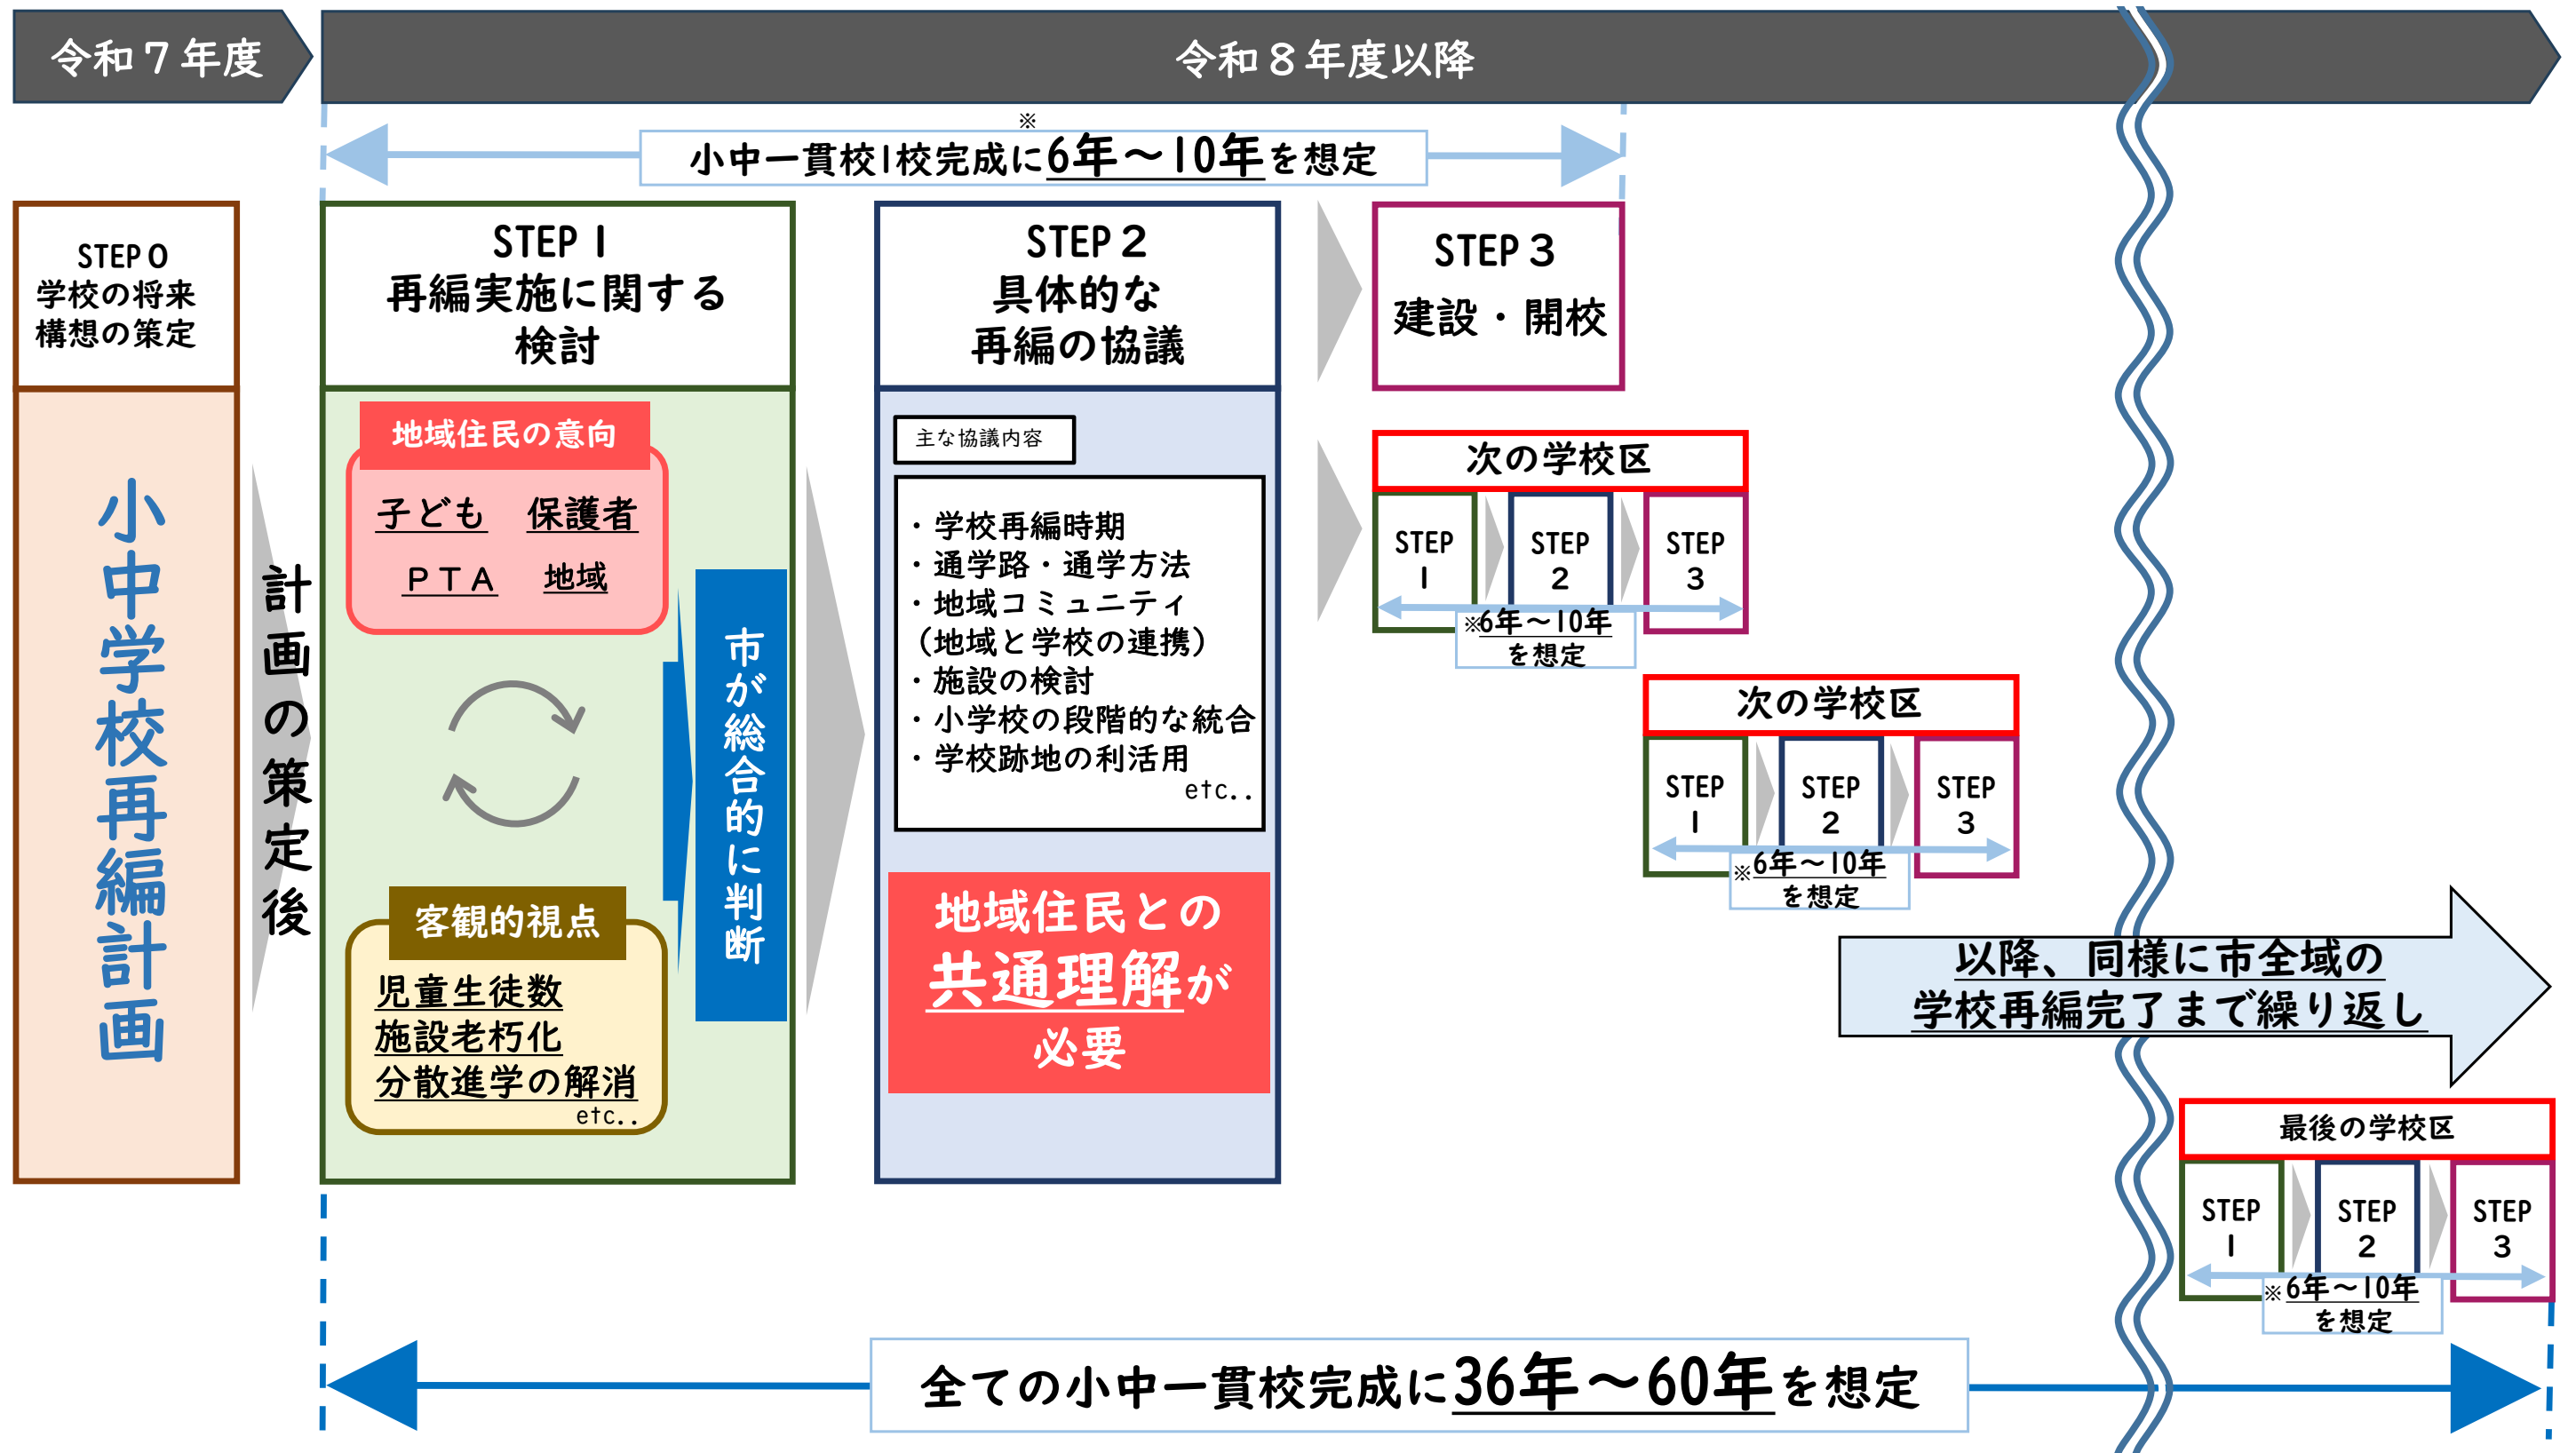 令和７年度
令和８年度以降
※
小中一貫校1校完成に6年～10年を想定
STEP０
学校の将来
構想の策定
小中学校再編計画
計画の策定後
STEP１
再編実施に関する
検討
地域住民の意向
子ども　保護者
ＰＴＡ　地域
客観的視点
児童生徒数
施設老朽化
分散進学の解消
etc..
市が総合的に判断
STEP２
具体的な
再編の協議
主な協議内容
・学校再編時期
・通学路・通学方法
・地域コミュニティ
（地域と学校の連携）
・施設の検討
・小学校の段階的な統合
・学校跡地の利活用
etc..
地域住民との
共通理解が
必要
STEP３
建設・開校
次の学校区
STEP
1
STEP
2
STEP
3
※6年～10年
を想定
次の学校区
STEP
1
STEP
2
STEP
3
※6年～10年
を想定
以降、同様に市全域の
学校再編完了まで繰り返し
最後の学校区
STEP
1
STEP
2
STEP
3
※6年～10年
を想定
全ての小中一貫校完成に36年～60年を想定